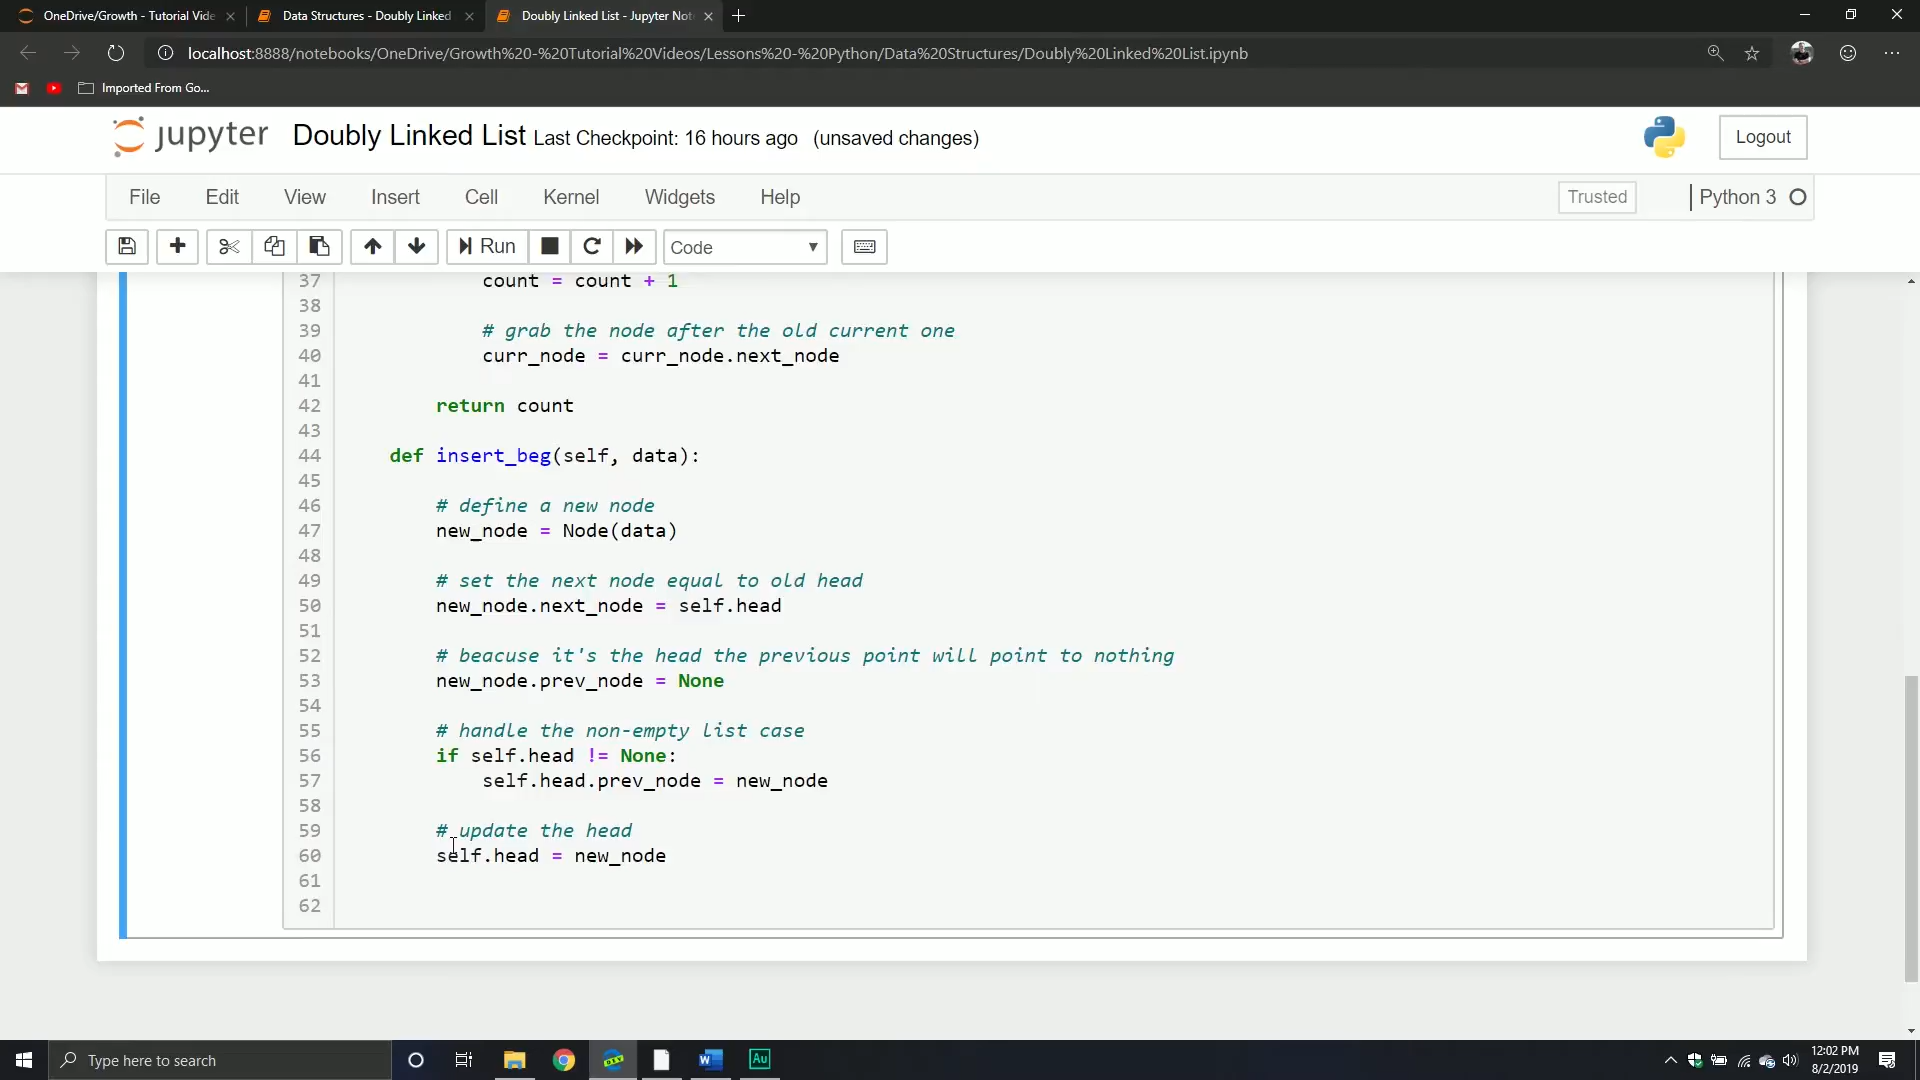 OneDrive/Growth - Tutorial Vide
Data Structures - Doubly Linked
Doubly Linked List - Jupyter Not
localhost:8888/notebooks/OneDrive/Growth%20-%20Tutorial%20Videos/Lessons%20-%20Python/Data%20Structures/Doubly%20Linked%20List.ipynb
Imported From Go...
jupyter Doubly Linked List Last Checkpoint: 16 hours ago (unsaved changes)
Logout
File Edit View Insert Cell Kernel Widgets Help
Trusted
Python 3
Run
Code
37 count = count + 1
38
39 # grab the node after the old current one
40 curr_node = curr_node.next_node
41
42 return count
43
44 def insert_beg(self, data):
45
46 # define a new node
47 new_node = Node(data)
48
49 # set the next node equal to old head
50 new_node.next_node = self.head
51
52 # beacuse it's the head the previous point will point to nothing
53 new_node.prev_node = None
54
55 # handle the non-empty list case
56 if self.head != None:
57 self.head.prev_node = new_node
58
59 # update the head
60 self.head = new_node
61
62
Type here to search
Au
12:02 PM
8/2/2019